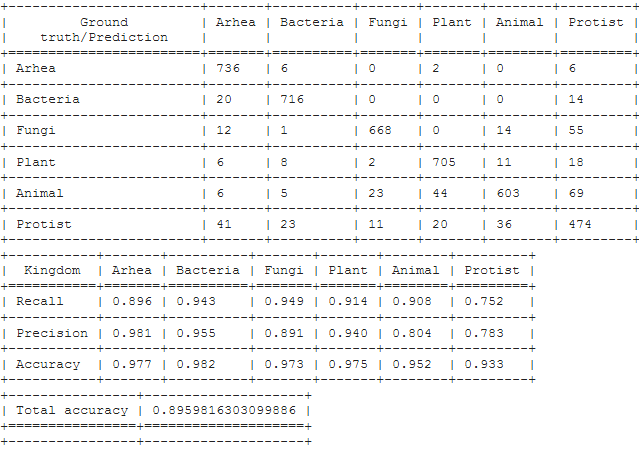 Ground Arhea Bacteria Fungi Plant Animal Protist
truth/Prediction
Arhea 736 6 0 2 0 6
Bacteria 20 716 0 0 0 14
Fungi 12 1 668 0 14 55
Plant 6 8 2 705 11 18
Animal 6 5 23 44 603 69
Protist 41 23 11 20 36 474
Kingdom Arhea Bacteria Fungi Plant Animal Protist
Recall 0.896 0.943 0.949 0.914 0.908 0.752
Precision 0.981 0.955 0.891 0.940 0.804 0.783
Accuracy 0.977 0.982 0.973 0.975 0.952 0.933
Total accuracy 0.8959816303099886